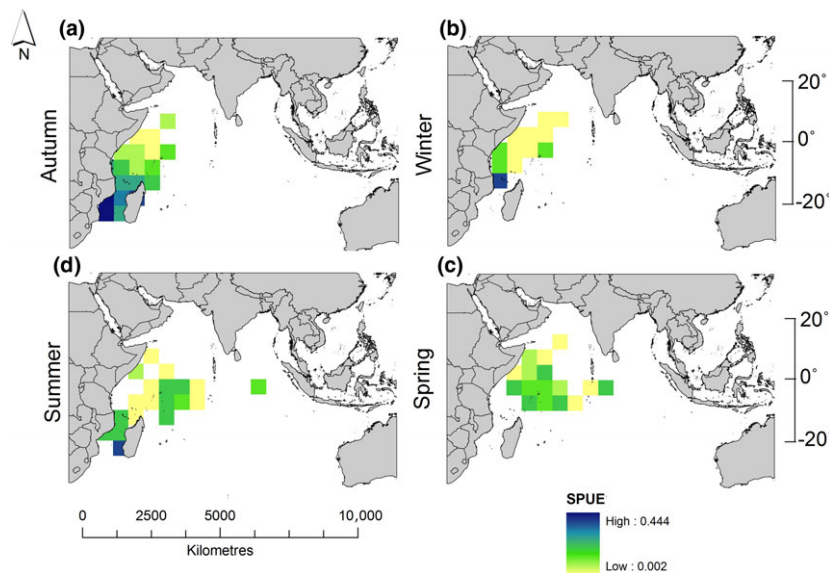 (a)
(b)
N
Autumn
Winter
20°
0°
-20°
(d)
(c)
Summer
Spring
20°
0°
-20°
0 2500 5000 10,000
Kilometres
SPUE
High : 0.444
Low : 0.002